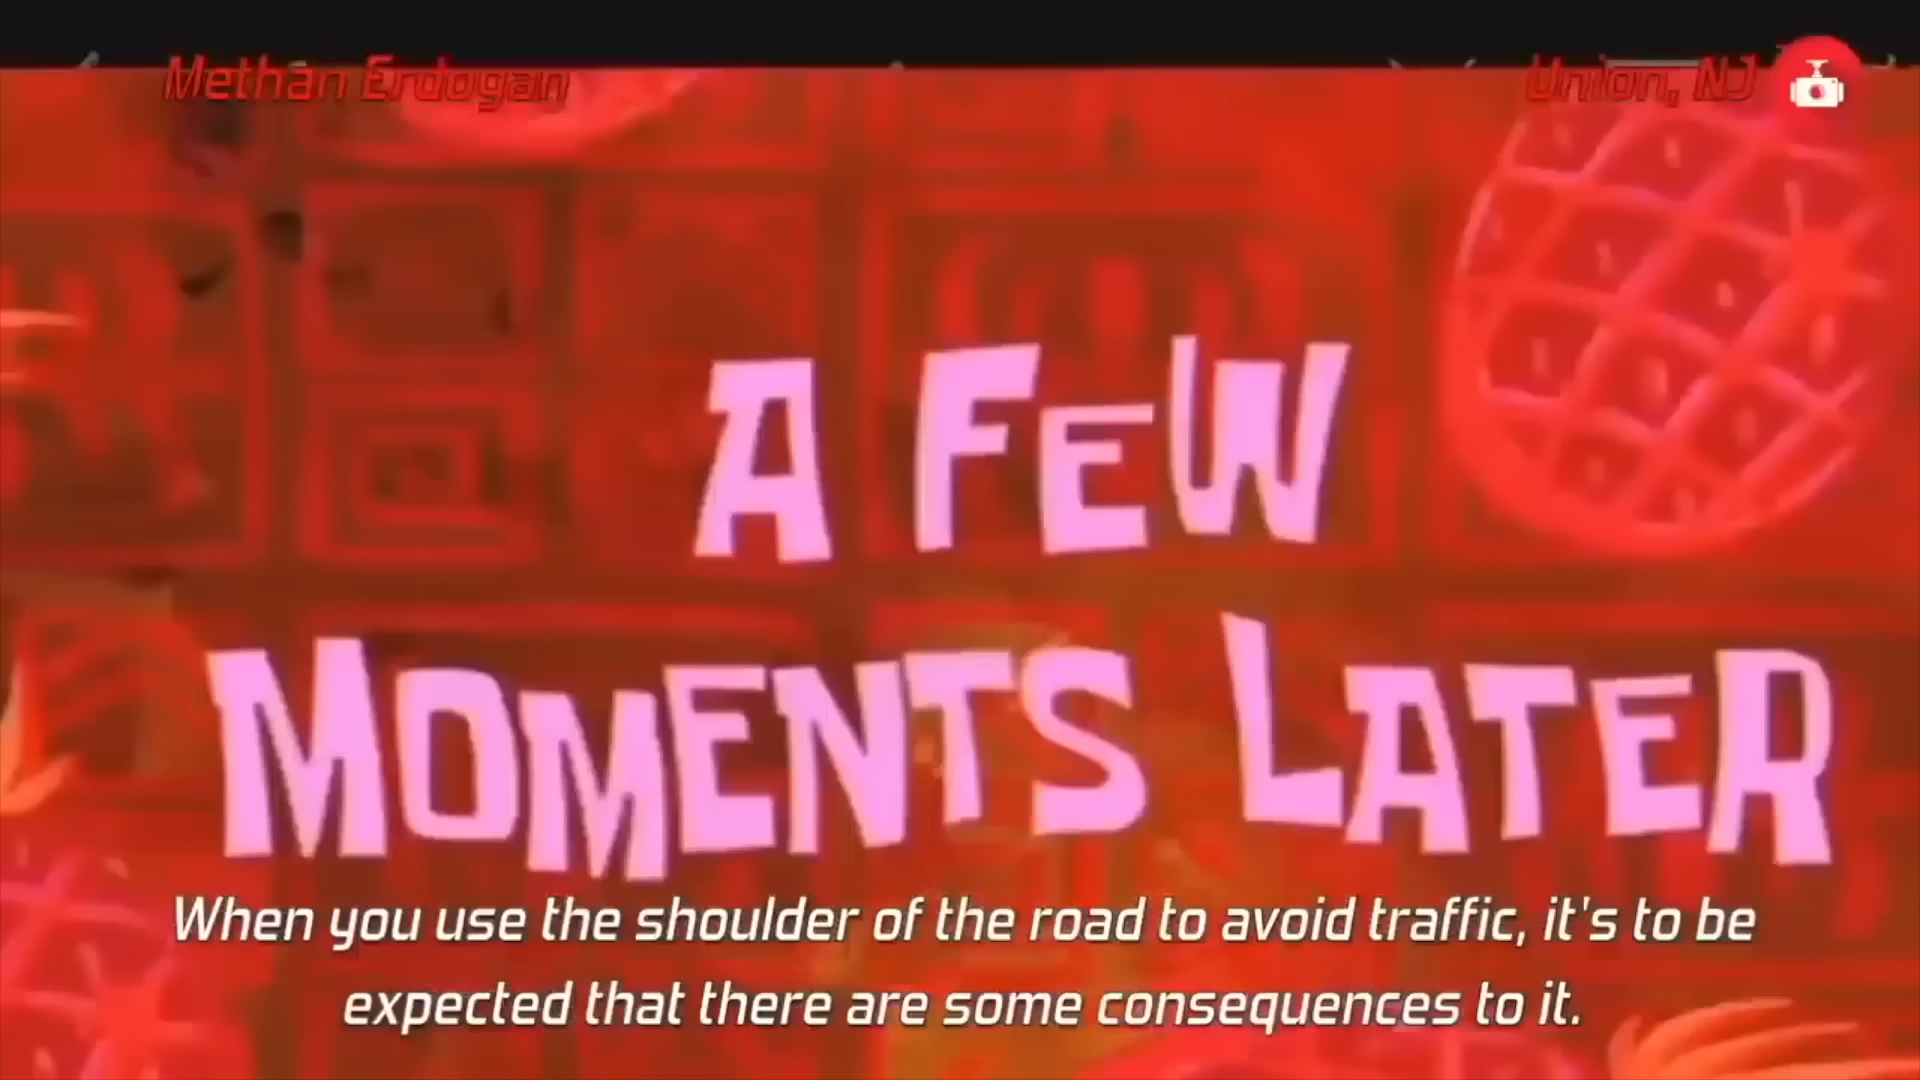 Methan Erdogan
Union, NJ
A FEW
MOMENTS LATER
When you use the shoulder of the road to avoid traffic, it's to be
expected that there are some consequences to it.